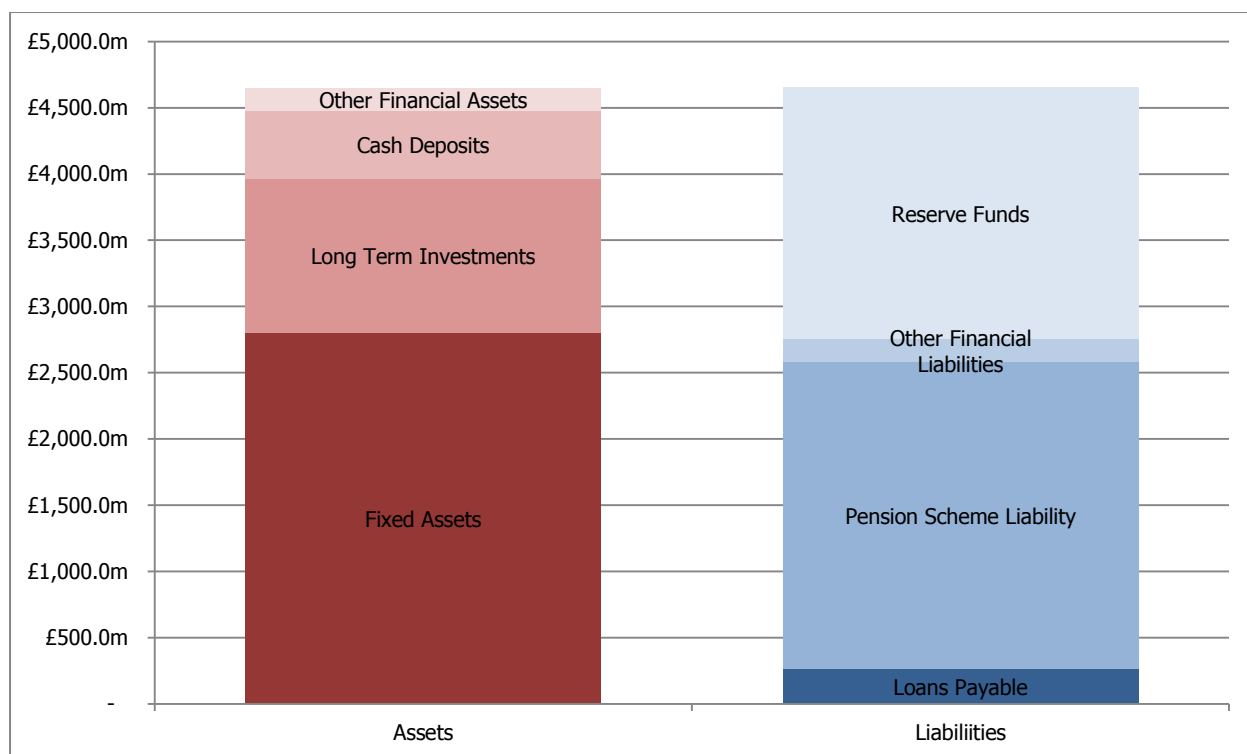 £5,000.0m
£4,500.0m
£4,000.0m
£3,500.0m
£3,000.0m
£2,500.0m
£2,000.0m
£1,500.0m
£1,000.0m
£500.0m
-
Other Financial Assets
Cash Deposits
Long Term Investments
Fixed Assets
Reserve Funds
Other Financial
Liabilities
Pension Scheme Liability
Loans Payable
Assets
Liabiliities